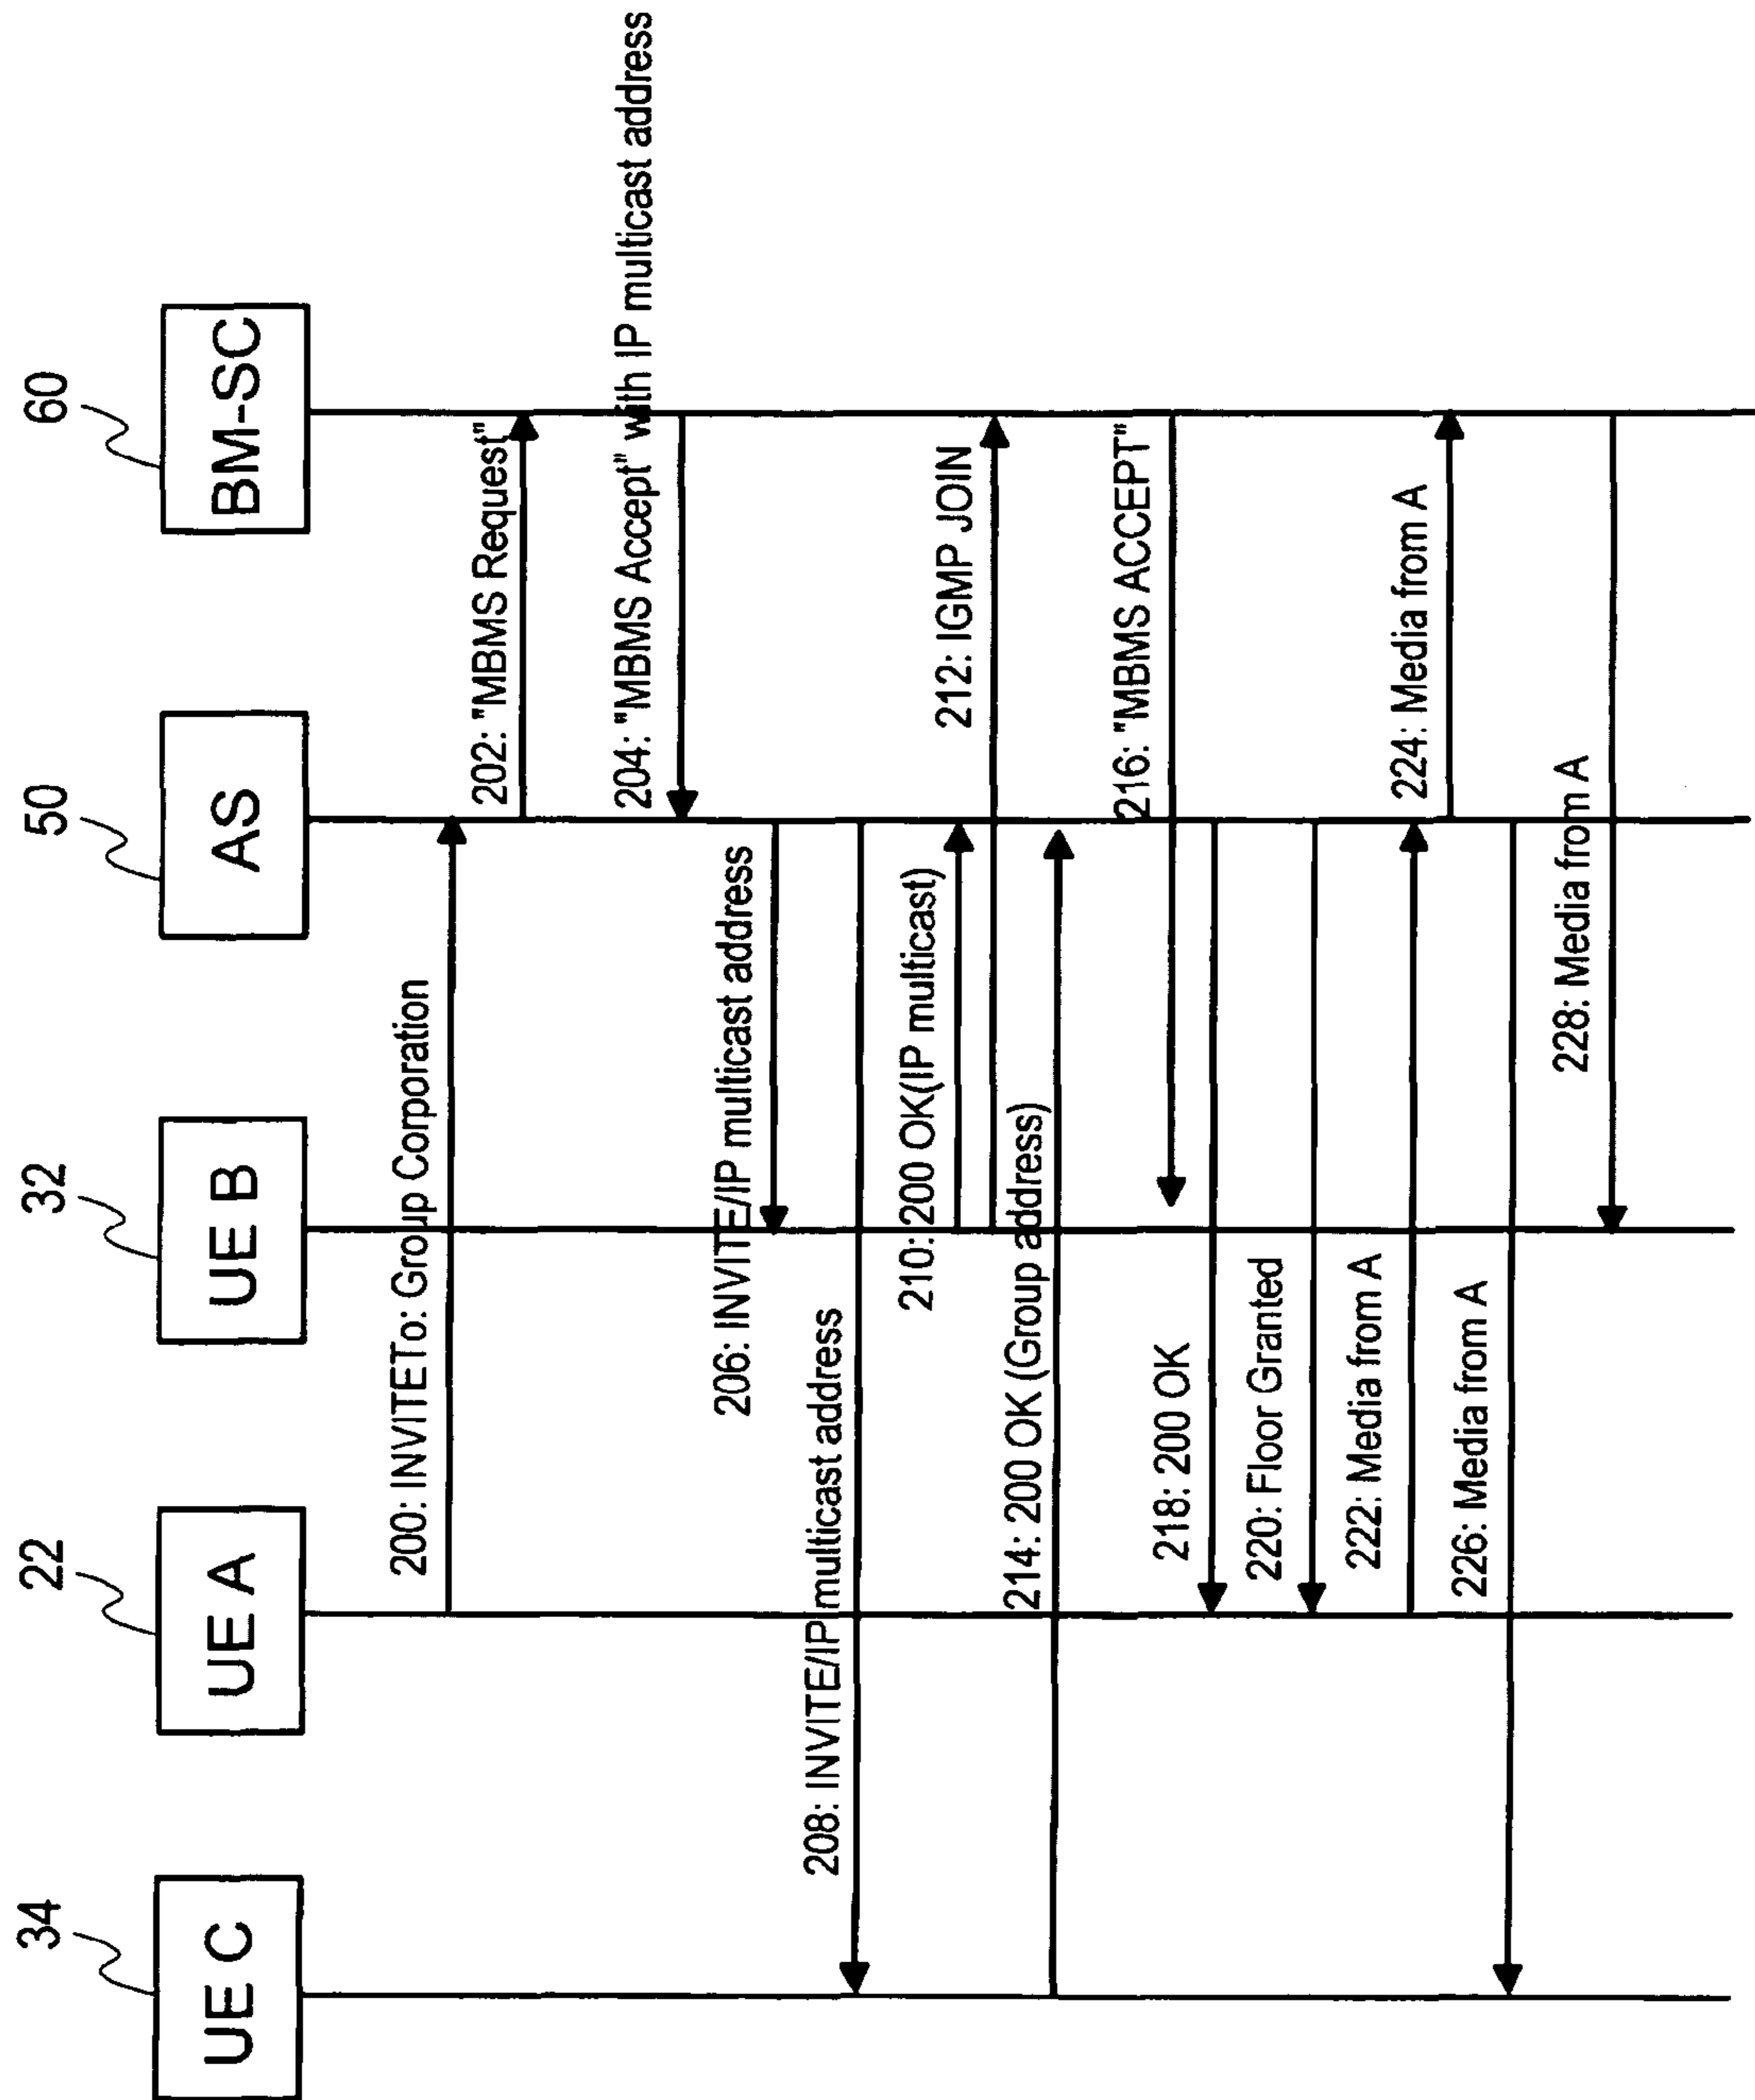 34
22
32
50
60
UE C
UE A
UE B
AS
BM-SC
200: INVITETo: Group Corporation
202: "MBMS Request"
204: "MBMS Accept" with IP multicast address
206: INVITE/IP multicast address
208: INVITE/IP multicast address
210: 200 OK(IP multicast)
212: IGMP JOIN
214: 200 OK (Group address)
216: "MBMS ACCEPT"
218: 200 OK
220: Floor Granted
222: Media from A
224: Media from A
226: Media from A
228: Media from A